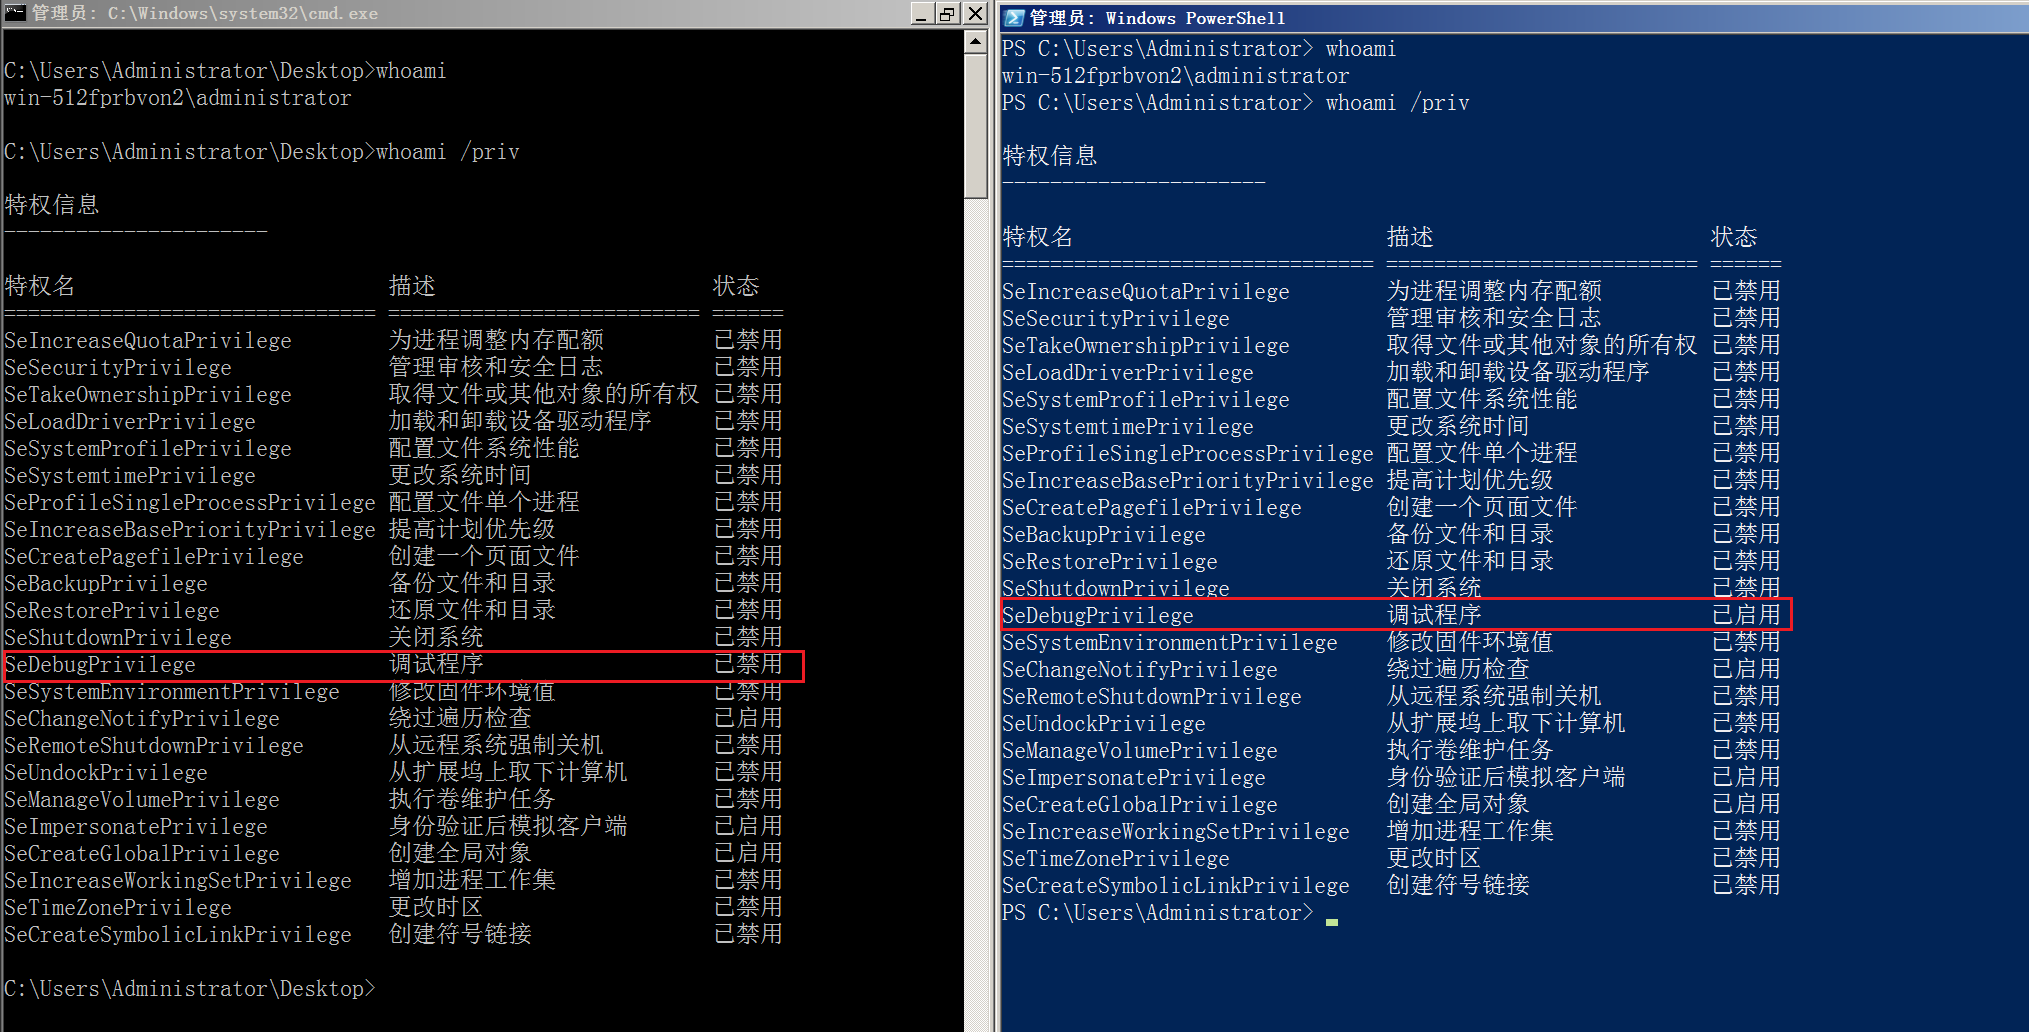 管理员: C:\Windows\system32\cmd.exe
C:\Users\Administrator\Desktop>whoami
win-512fprbvon2\administrator
C:\Users\Administrator\Desktop>whoami /priv
特权信息
----------------------
特权名 描述 状态
=============================== ========================== ======
SeIncreaseQuotaPrivilege 为进程调整内存配额 已禁用
SeSecurityPrivilege 管理审核和安全日志 已禁用
SeTakeOwnershipPrivilege 取得文件或其他对象的所有权 已禁用
SeLoadDriverPrivilege 加载和卸载设备驱动程序 已禁用
SeSystemProfilePrivilege 配置文件系统性能 已禁用
SeSystemtimePrivilege 更改系统时间 已禁用
SeProfileSingleProcessPrivilege 配置文件单个进程 已禁用
SeIncreaseBasePriorityPrivilege 提高计划优先级 已禁用
SeCreatePagefilePrivilege 创建一个页面文件 已禁用
SeBackupPrivilege 备份文件和目录 已禁用
SeRestorePrivilege 还原文件和目录 已禁用
SeShutdownPrivilege 关闭系统 已禁用
SeDebugPrivilege 调试程序 已禁用
SeSystemEnvironmentPrivilege 修改固件环境值 已禁用
SeChangeNotifyPrivilege 绕过遍历检查 已启用
SeRemoteShutdownPrivilege 从远程系统强制关机 已禁用
SeUndockPrivilege 从扩展坞上取下计算机 已禁用
SeManageVolumePrivilege 执行卷维护任务 已禁用
SeImpersonatePrivilege 身份验证后模拟客户端 已启用
SeCreateGlobalPrivilege 创建全局对象 已启用
SeIncreaseWorkingSetPrivilege 增加进程工作集 已禁用
SeTimeZonePrivilege 更改时区 已禁用
SeCreateSymbolicLinkPrivilege 创建符号链接 已禁用
C:\Users\Administrator\Desktop>
管理员: Windows PowerShell
PS C:\Users\Administrator> whoami
win-512fprbvon2\administrator
PS C:\Users\Administrator> whoami /priv
特权信息
----------------------
特权名 描述 状态
=============================== ========================== ======
SeIncreaseQuotaPrivilege 为进程调整内存配额 已禁用
SeSecurityPrivilege 管理审核和安全日志 已禁用
SeTakeOwnershipPrivilege 取得文件或其他对象的所有权 已禁用
SeLoadDriverPrivilege 加载和卸载设备驱动程序 已禁用
SeSystemProfilePrivilege 配置文件系统性能 已禁用
SeSystemtimePrivilege 更改系统时间 已禁用
SeProfileSingleProcessPrivilege 配置文件单个进程 已禁用
SeIncreaseBasePriorityPrivilege 提高计划优先级 已禁用
SeCreatePagefilePrivilege 创建一个页面文件 已禁用
SeBackupPrivilege 备份文件和目录 已禁用
SeRestorePrivilege 还原文件和目录 已禁用
SeShutdownPrivilege 关闭系统 已禁用
SeDebugPrivilege 调试程序 已启用
SeSystemEnvironmentPrivilege 修改固件环境值 已禁用
SeChangeNotifyPrivilege 绕过遍历检查 已启用
SeRemoteShutdownPrivilege 从远程系统强制关机 已禁用
SeUndockPrivilege 从扩展坞上取下计算机 已禁用
SeManageVolumePrivilege 执行卷维护任务 已禁用
SeImpersonatePrivilege 身份验证后模拟客户端 已启用
SeCreateGlobalPrivilege 创建全局对象 已启用
SeIncreaseWorkingSetPrivilege 增加进程工作集 已禁用
SeTimeZonePrivilege 更改时区 已禁用
SeCreateSymbolicLinkPrivilege 创建符号链接 已禁用
PS C:\Users\Administrator>